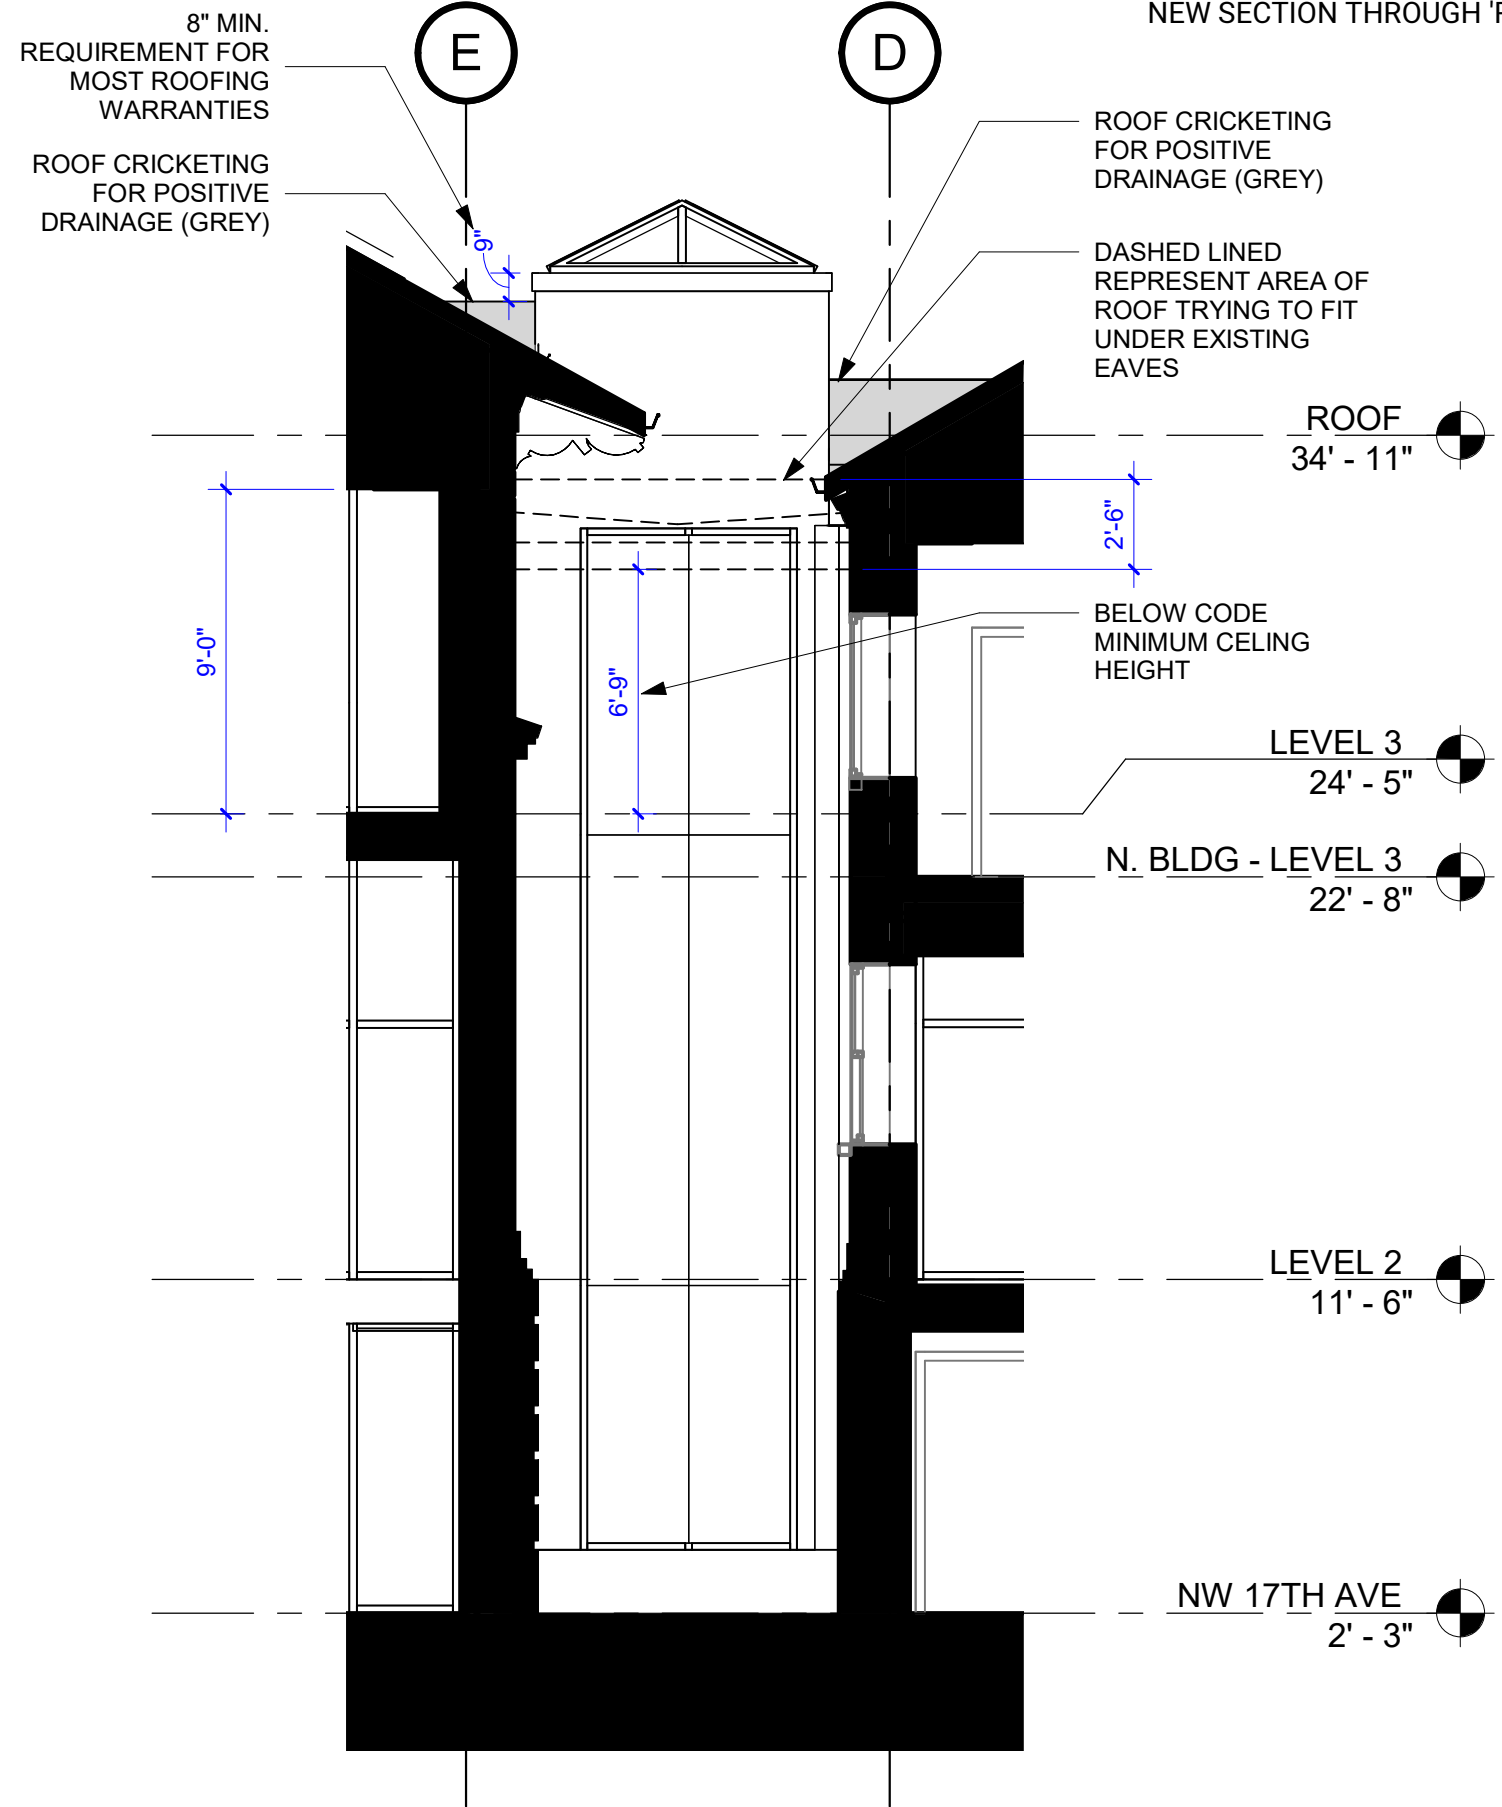 NEW SECTION THROUGH
E
D
8" MIN.
REQUIREMENT FOR
MOST ROOFING
WARRANTIES
ROOF CRICKETING
FOR POSITIVE
DRAINAGE (GREY)
9"
ROOF CRICKETING
FOR POSITIVE
DRAINAGE (GREY)
DASHED LINED
REPRESENT AREA OF
ROOF TRYING TO FIT
UNDER EXISTING
EAVES
ROOF
34' - 11"
2'-6"
9'-0"
6'-9"
BELOW CODE
MINIMUM CELING
HEIGHT
LEVEL 3
24' - 5"
N. BLDG - LEVEL 3
22' - 8"
LEVEL 2
11' - 6"
NW 17TH AVE
2' - 3"